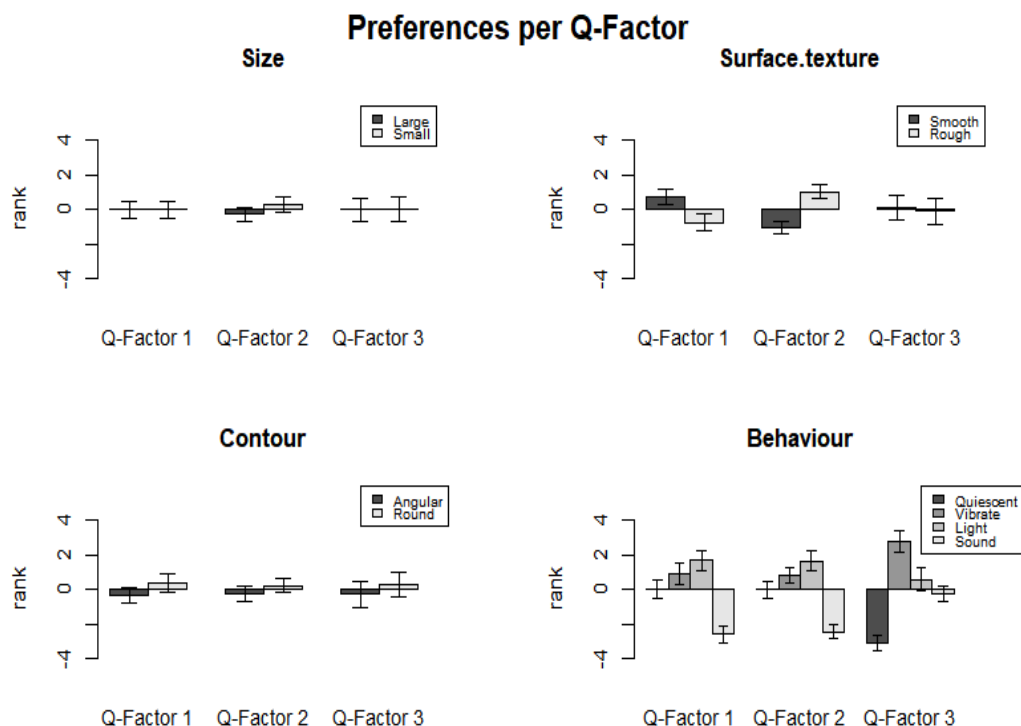 Preferences per Q-Factor
Size
Large
Small
rank
4
2
0
-4
Q-Factor 1 Q-Factor 2 Q-Factor 3
Surface.texture
Smooth
Rough
rank
4
2
0
-4
Q-Factor 1 Q-Factor 2 Q-Factor 3
Contour
Angular
Round
rank
4
2
0
-4
Q-Factor 1 Q-Factor 2 Q-Factor 3
Behaviour
Quiescent
Vibrate
Light
Sound
rank
4
2
0
-4
Q-Factor 1 Q-Factor 2 Q-Factor 3